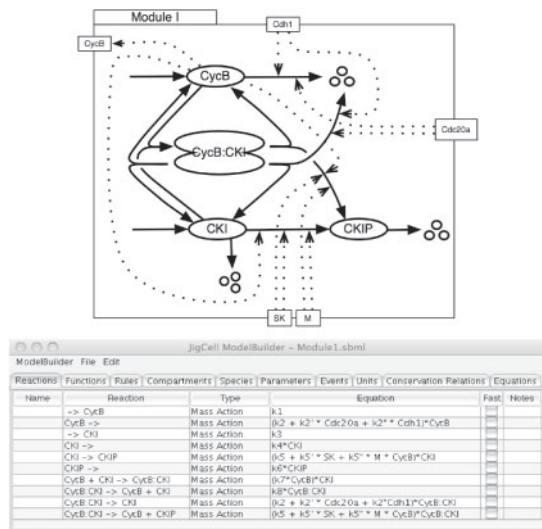 Module I
Cdh1
CycB
CycB
Cdc20a
CycB:CKI
CKI
CKIP
SK
M
JigCell ModelBuilder – Module1.sbml
ModelBuilder File Edit
Reactions Functions Rules Compartments Species Parameters Events Units Conservation Relations Equations
Name Reaction Type Equation Fast Notes
-> CycB Mass Action k1
CycB -> Mass Action (k2 + k2' * Cdc20a + k2" * Cdh1)*CycB
-> CKI Mass Action k3
CKI -> Mass Action k4*CKI
CKI -> CKIP Mass Action (k5 + k5' * SK + k5" * M * CycB)*CKI
CKIP -> Mass Action k6*CKIP
CycB + CKI -> CycB:CKI Mass Action (k7*CycB)*CKI
CycB:CKI -> CycB + CKI Mass Action k8*CycB:CKI
CycB:CKI -> CKI Mass Action (k2 + k2' * Cdc20a + k2"*Cdh1)*CycB:CKI
CycB:CKI -> CycB + CKIP Mass Action (k5 + k5' * SK + k5" * M * CycB)*CycB:CKI